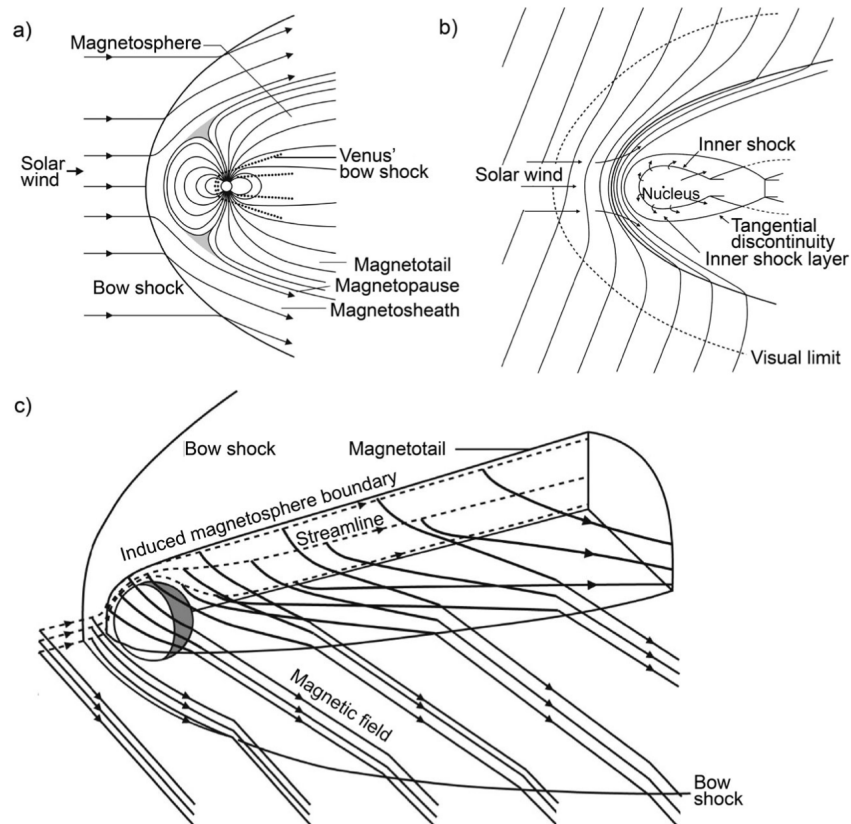 a)
Magnetosphere
Solar
wind
Venus'
bow shock
Bow shock
Magnetotail
Magnetopause
Magnetosheath
b)
Solar wind
Inner shock
Nucleus
Tangential
discontinuity
Inner shock layer
Visual limit
c)
Bow shock
Magnetotail
Induced magnetosphere boundary
Streamline
Magnetic field
Bow
shock